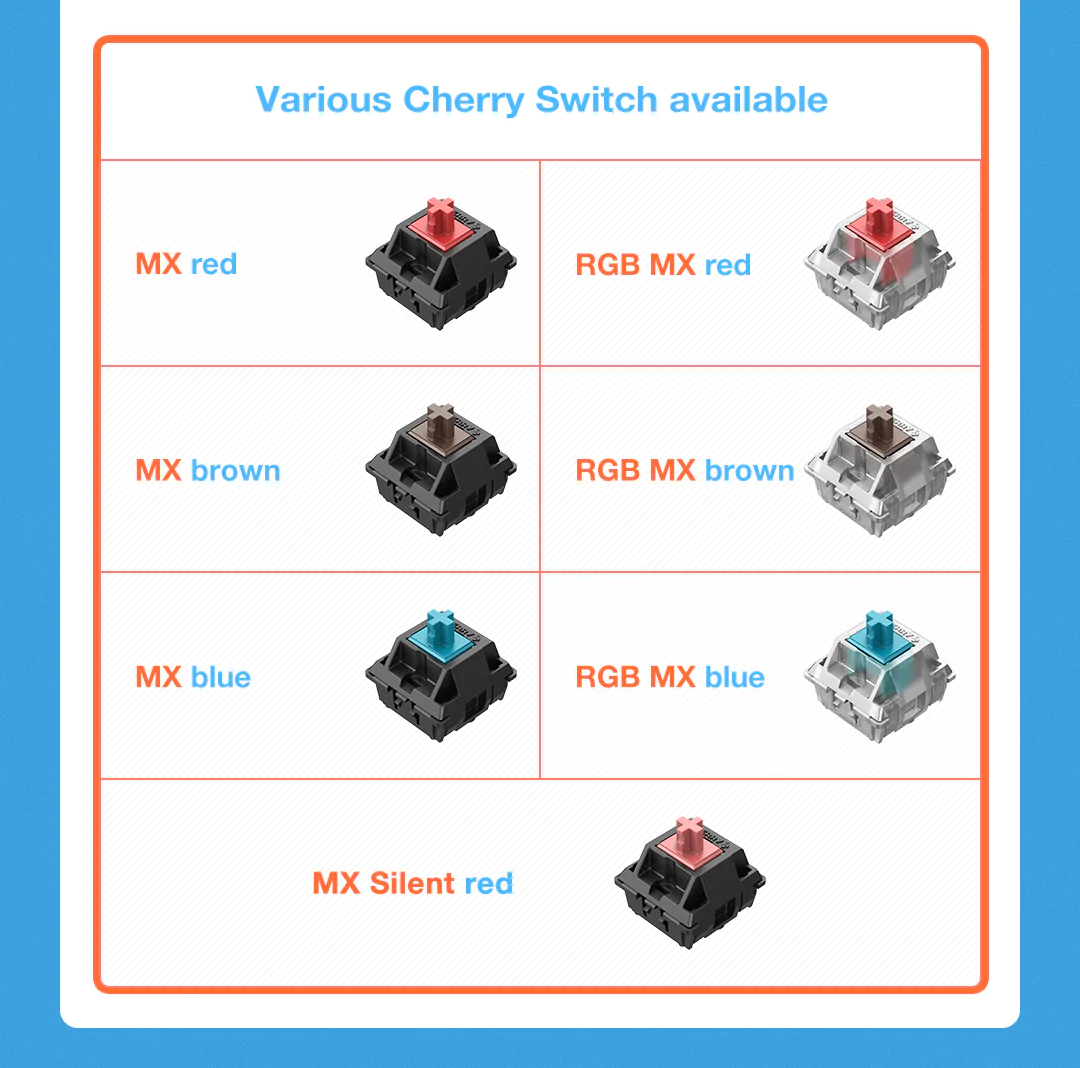 Various Cherry Switch available
MX red
RGB MX red
MX brown
RGB MX brown
MX blue
RGB MX blue
MX Silent red